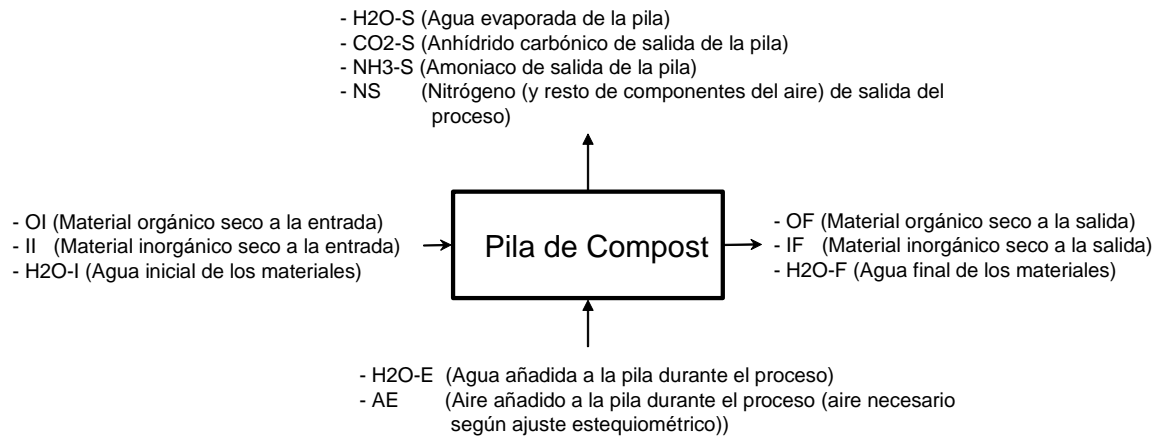 - H2O-S (Agua evaporada de la pila)
- CO2-S (Anhídrido carbónico de salida de la pila)
- NH3-S (Amoniaco de salida de la pila)
- NS (Nitrógeno (y resto de componentes del aire) de salida del
proceso)
- OI (Material orgánico seco a la entrada)
- II (Material inorgánico seco a la entrada)
- H2O-I (Agua inicial de los materiales)
Pila de Compost
- OF (Material orgánico seco a la salida)
- IF (Material inorgánico seco a la salida)
- H2O-F (Agua final de los materiales)
- H2O-E (Agua añadida a la pila durante el proceso)
- AE (Aire añadido a la pila durante el proceso (aire necesario
según ajuste estequiométrico))